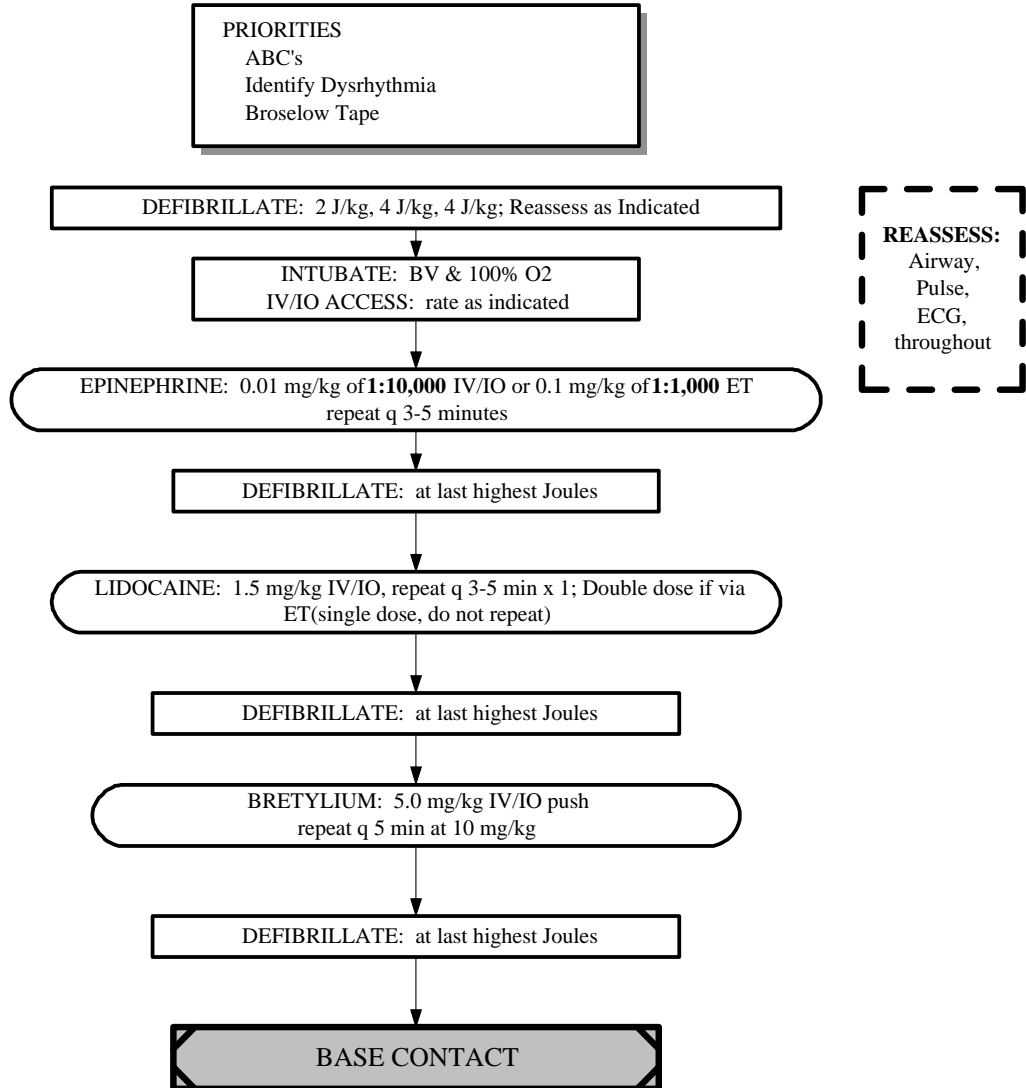 PRIORITIES
ABC's
Identify Dysrhythmia
Broselow Tape
DEFIBRILLATE: 2 J/kg, 4 J/kg, 4 J/kg; Reassess as Indicated
INTUBATE: BV & 100% O2
IV/IO ACCESS: rate as indicated
EPINEPHRINE: 0.01 mg/kg of 1:10,000 IV/IO or 0.1 mg/kg of 1:1,000 ET
repeat q 3-5 minutes
DEFIBRILLATE: at last highest Joules
LIDOCAINE: 1.5 mg/kg IV/IO, repeat q 3-5 min x 1; Double dose if via
ET(single dose, do not repeat)
DEFIBRILLATE: at last highest Joules
BRETYLIUM: 5.0 mg/kg IV/IO push
repeat q 5 min at 10 mg/kg
DEFIBRILLATE: at last highest Joules
BASE CONTACT
REASSESS:
Airway,
Pulse,
ECG,
throughout